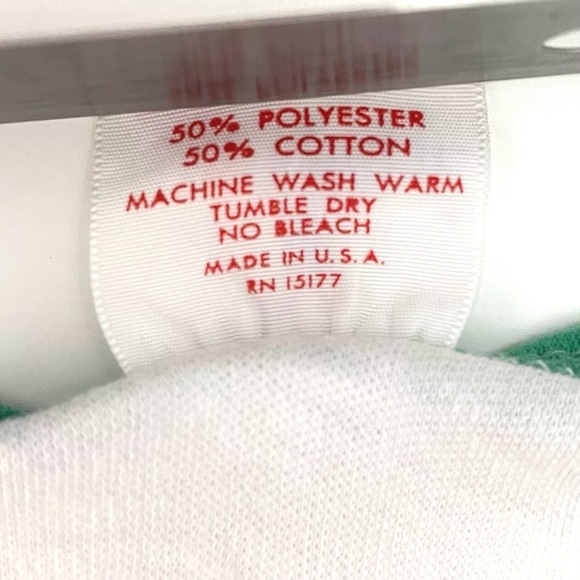 50% POLYESTER
50% COTTON
MACHINE WASH WARM
TUMBLE DRY
NO BLEACH
MADE IN U.S.A.
RN 15177